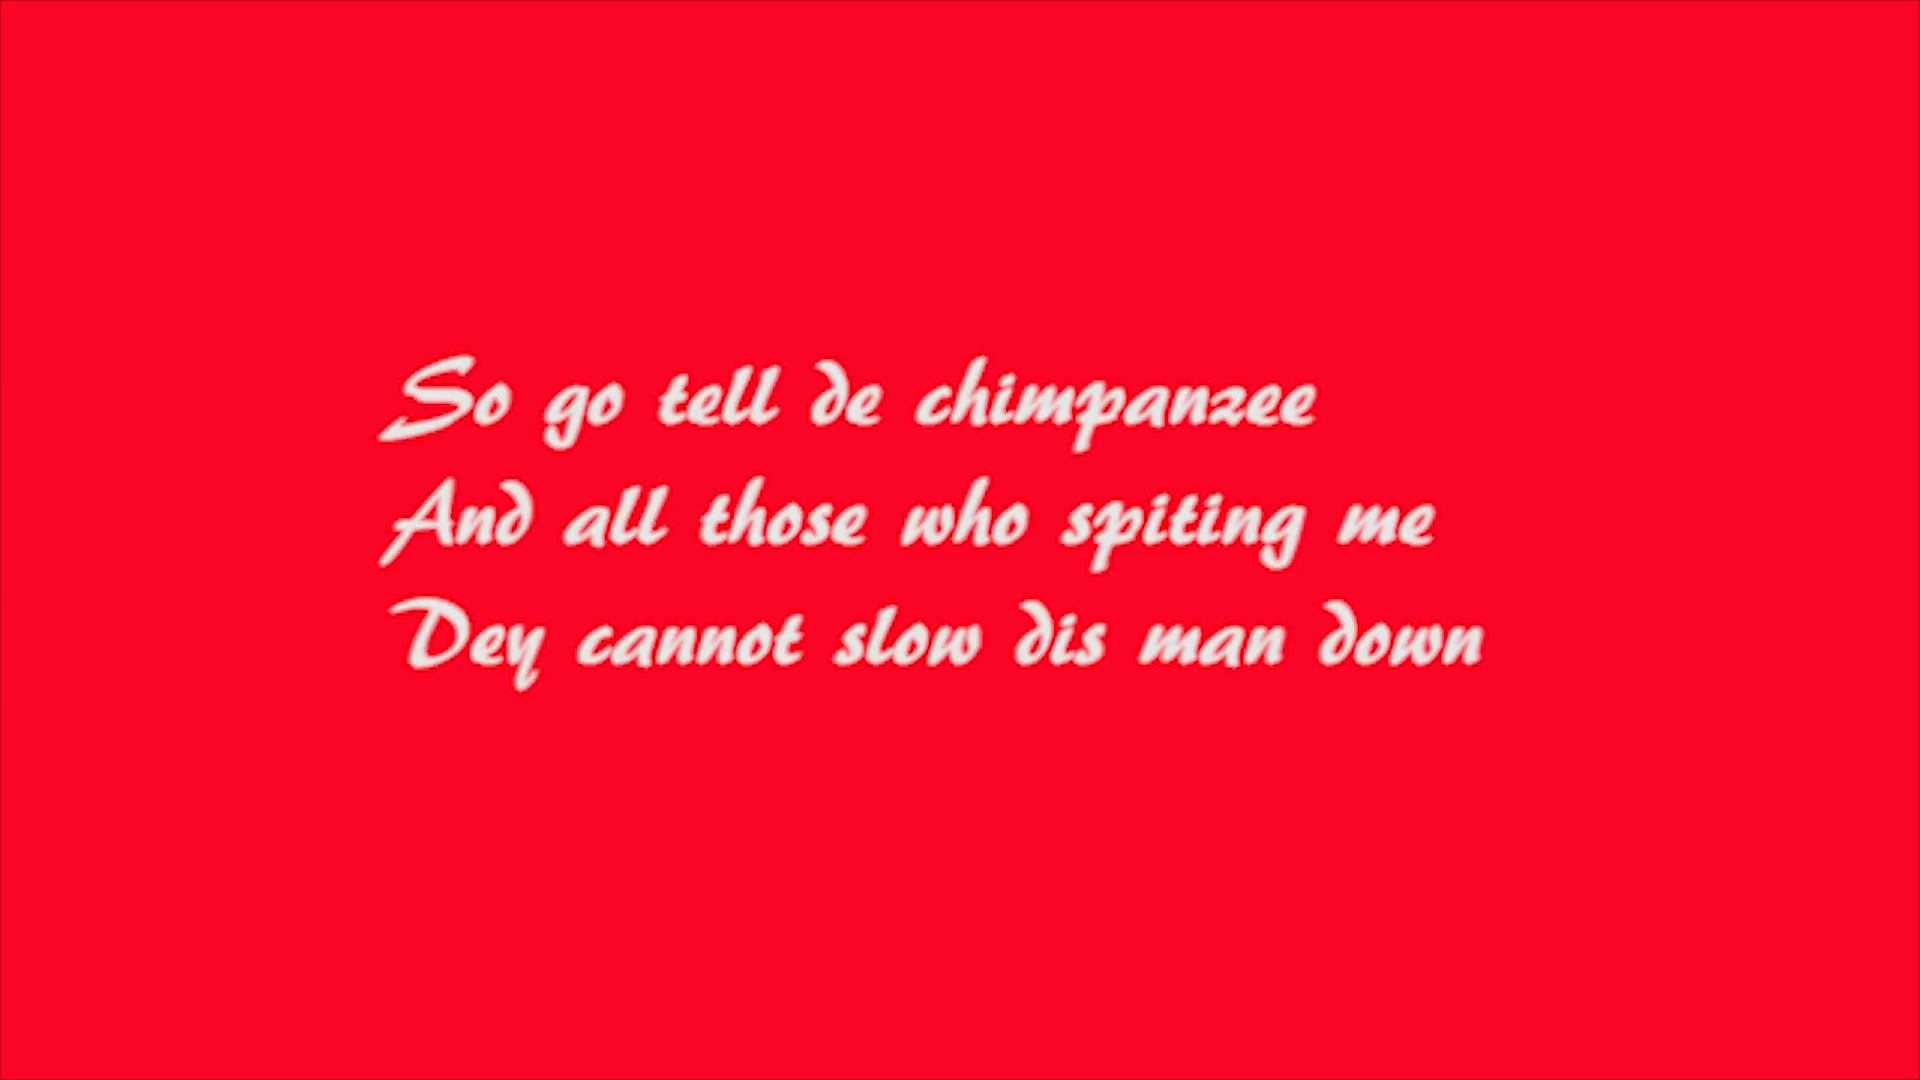 So go tell de chimpanzee
And all those who spiting me
Dey cannot slow dis man down